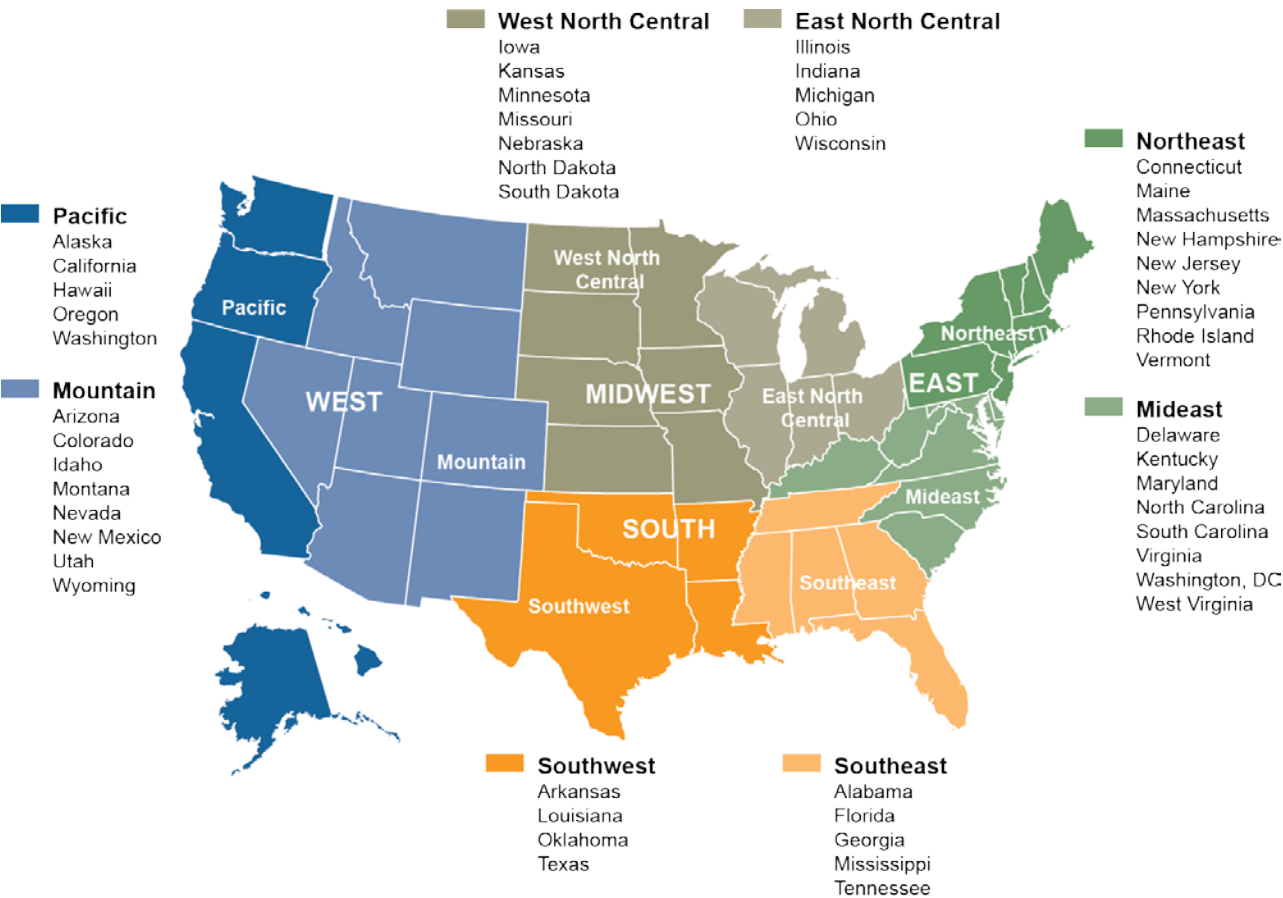 West North Central
Iowa
Kansas
Minnesota
Missouri
Nebraska
North Dakota
South Dakota
East North Central
Illinois
Indiana
Michigan
Ohio
Wisconsin
Northeast
Connecticut
Maine
Massachusetts
New Hampshire
New Jersey
New York
Pennsylvania
Rhode Island
Vermont
Pacific
Alaska
California
Hawaii
Oregon
Washington
Mountain
Arizona
Colorado
Idaho
Montana
Nevada
New Mexico
Utah
Wyoming
Mideast
Delaware
Kentucky
Maryland
North Carolina
South Carolina
Virginia
Washington, DC
West Virginia
West North
Central
Pacific
Northeast
WEST
MIDWEST
East North
Central
EAST
Mountain
Mideast
SOUTH
Southeast
Southwest
Southwest
Arkansas
Louisiana
Oklahoma
Texas
Southeast
Alabama
Florida
Georgia
Mississippi
Tennessee